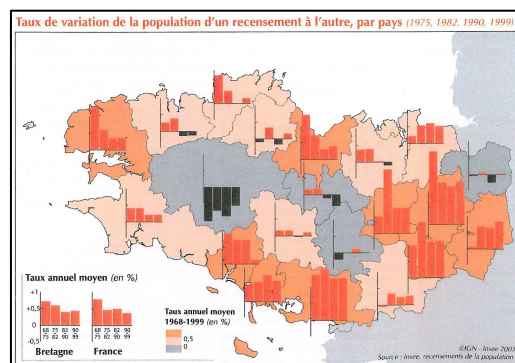 Taux de variation de la population d'un recensement à l'autre, par pays (1975, 1982, 1990, 1999)
Taux annuel moyen (en %)
+1
+0,5
0
-0,5
68 75 82 90
75 82 90 99
Bretagne
+1
0
68 75 82 90
75 82 90 99
France
Taux annuel moyen
1968-1999 (en %)
0,5
0
©IGN - Insee 2003
Source : Insee, recensements de la population